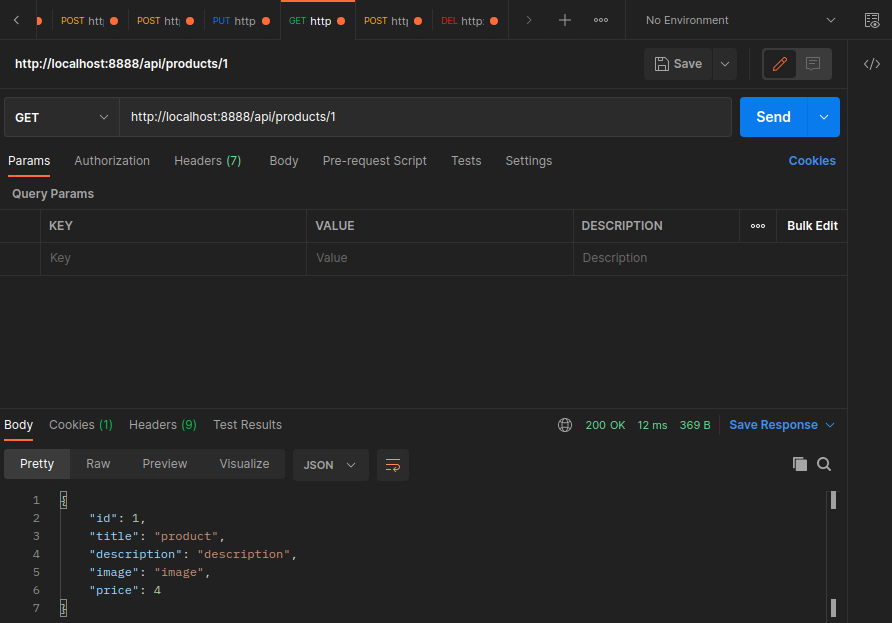 POST htt POST htt PUT http GET http POST http DEL http: No Environment
http://localhost:8888/api/products/1 Save
GET http://localhost:8888/api/products/1 Send
Params Authorization Headers (7) Body Pre-request Script Tests Settings Cookies
Query Params
KEY VALUE DESCRIPTION Bulk Edit
Key Value Description
Body Cookies (1) Headers (9) Test Results 200 OK 12 ms 369 B Save Response
Pretty Raw Preview Visualize JSON
1 {
2 "id": 1,
3 "title": "product",
4 "description": "description",
5 "image": "image",
6 "price": 4
7 }